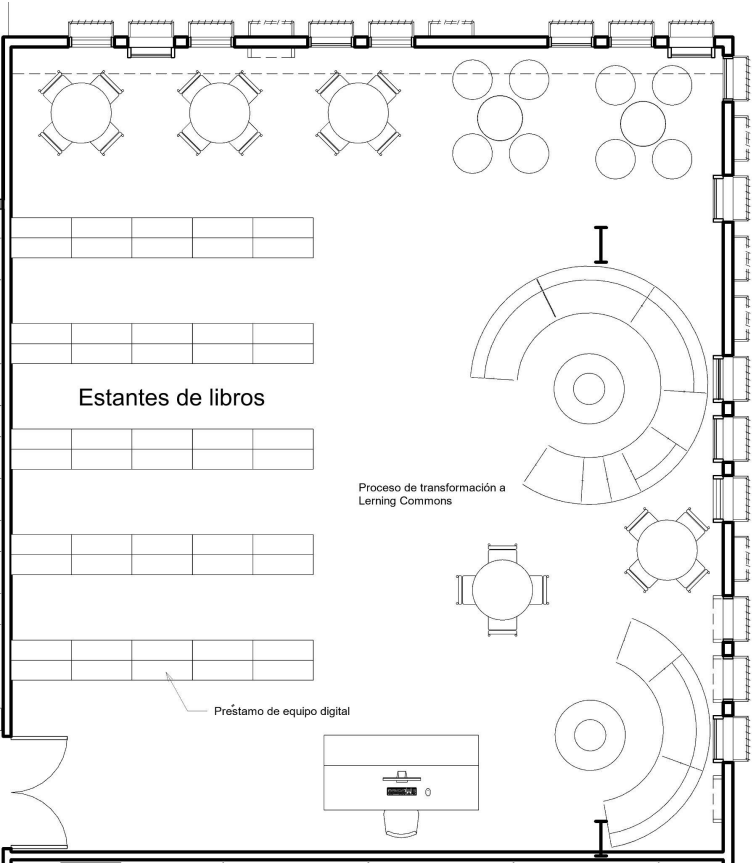 Estantes de libros
Proceso de transformación a
Lerning Commons
Préstamo de equipo digital